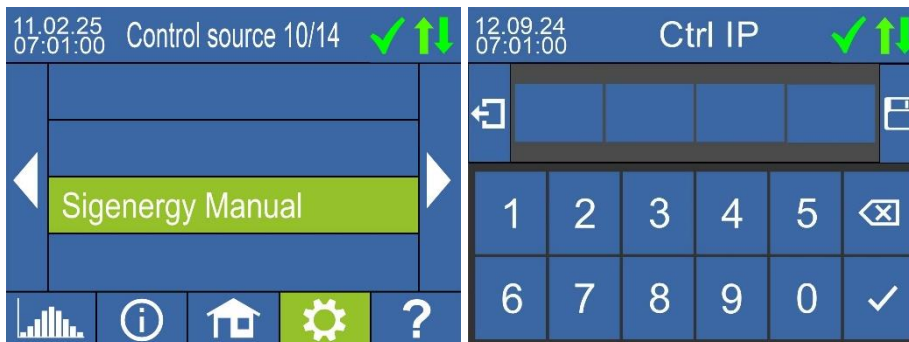 11.02.25
07:01:00
Control source 10/14
Sigenergy Manual
?
12.09.24
07:01:00
Ctrl IP
1 2 3 4 5
6 7 8 9 0